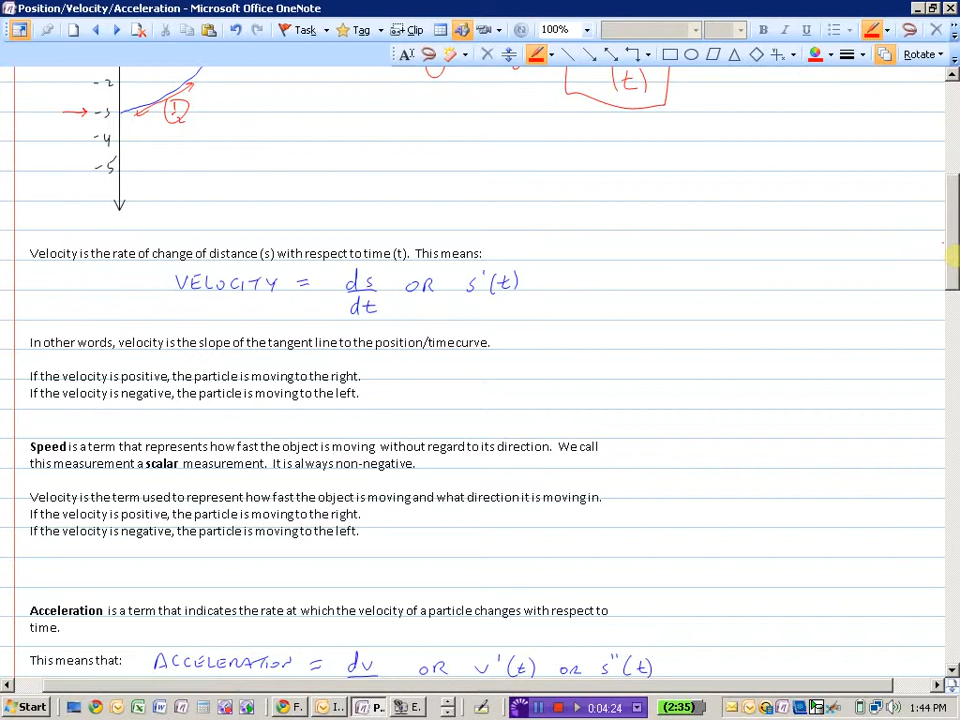 Position/Velocity/Acceleration - Microsoft Office OneNote
Task
Tag
Clip
100%
B I U
Rotate
-2
-3
-4
-5
(t)
Velocity is the rate of change of distance (s) with respect to time (t). This means:
VELOCITY = ds/dt OR s'(t)
In other words, velocity is the slope of the tangent line to the position/time curve.
If the velocity is positive, the particle is moving to the right.
If the velocity is negative, the particle is moving to the left.
Speed is a term that represents how fast the object is moving without regard to its direction. We call
this measurement a scalar measurement. It is always non-negative.
Velocity is the term used to represent how fast the object is moving and what direction it is moving in.
If the velocity is positive, the particle is moving to the right.
If the velocity is negative, the particle is moving to the left.
Acceleration is a term that indicates the rate at which the velocity of a particle changes with respect to
time.
This means that: ACCELERATION = dv OR v'(t) OR s''(t)
Start
F.
I..
P..
E.
0:04:24
(2:35)
1:44 PM